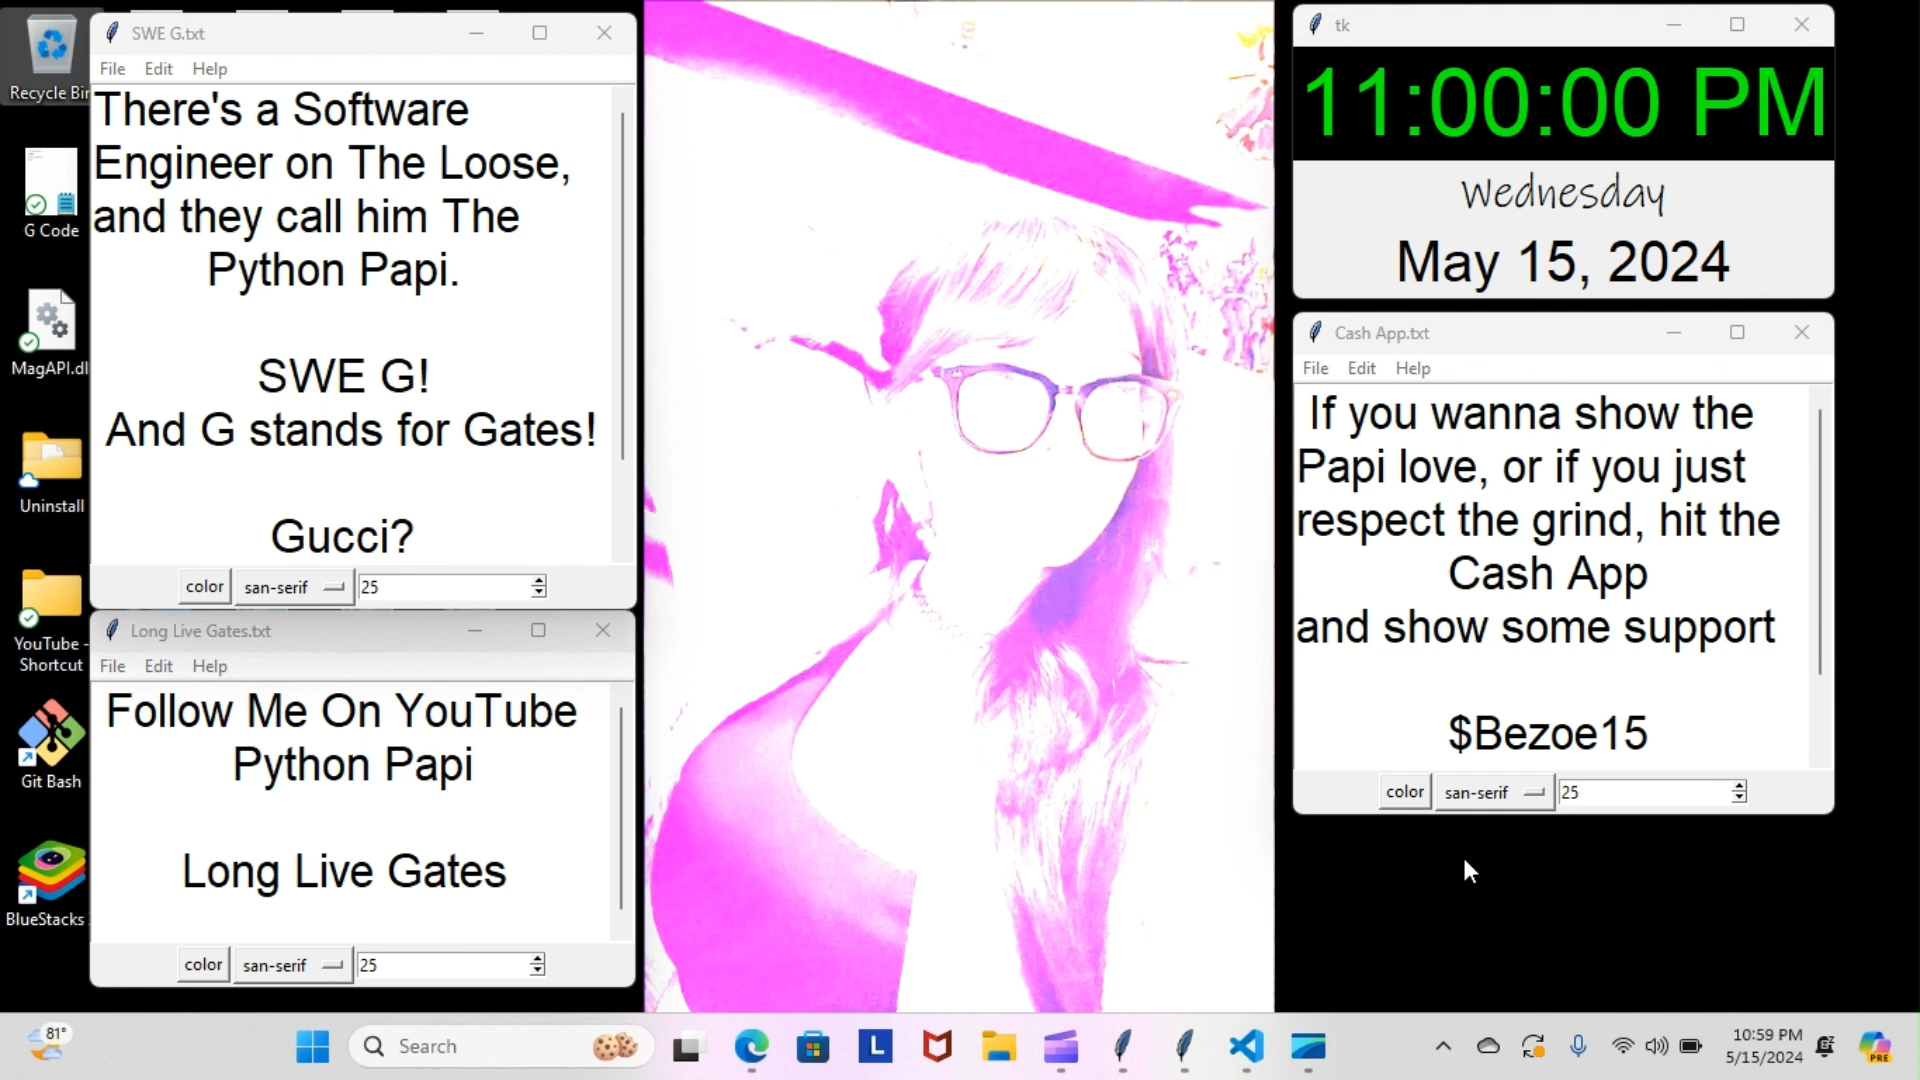 Recycle Bin
G Code
MagAPI.dl
Uninstall
YouTube -
Shortcut
Git Bash
BlueStacks
SWE G.txt
File Edit Help
There's a Software
Engineer on The Loose,
and they call him The
Python Papi.
SWE G!
And G stands for Gates!
Gucci?
color san-serif 25
Long Live Gates.txt
File Edit Help
Follow Me On YouTube
Python Papi
Long Live Gates
color san-serif 25
tk
11:00:00 PM
Wednesday
May 15, 2024
Cash App.txt
File Edit Help
If you wanna show the
Papi love, or if you just
respect the grind, hit the
Cash App
and show some support
$Bezoe15
color san-serif 25
81°
Search
L
10:59 PM
5/15/2024
PRE